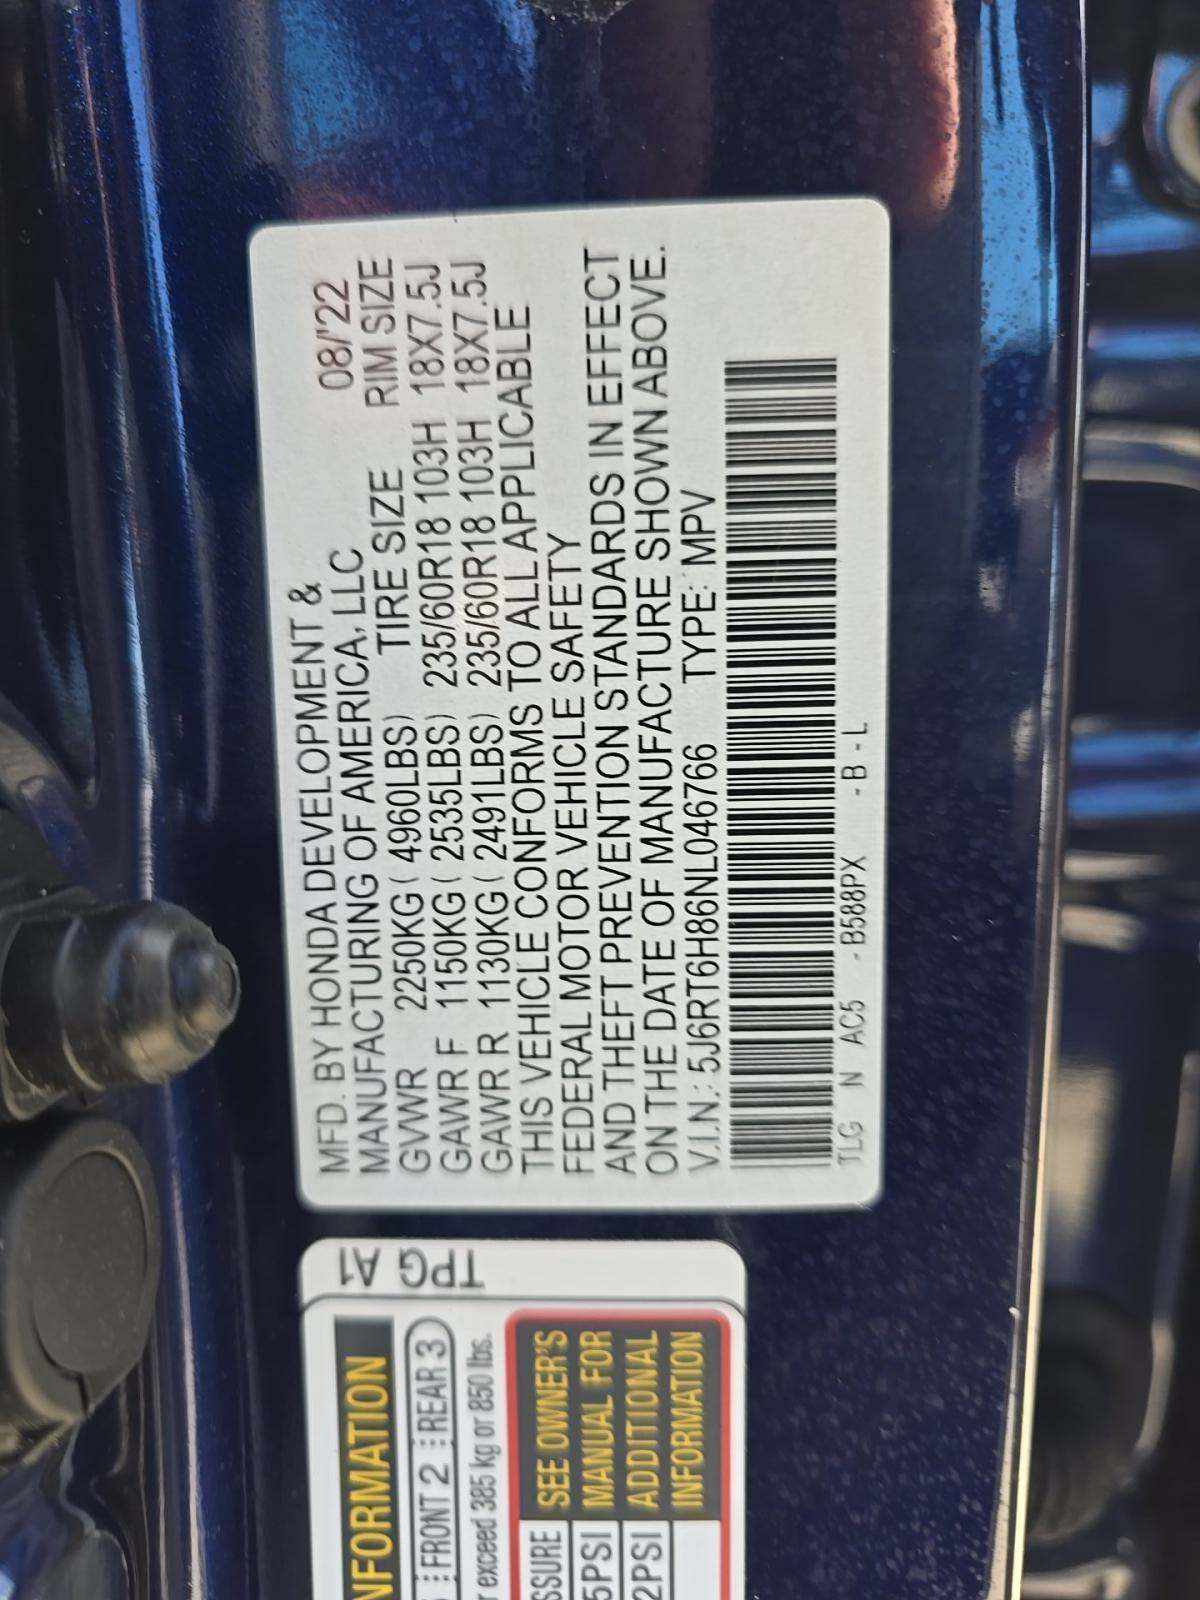 MFD. BY HONDA DEVELOPMENT & 08/'22
MANUFACTURING OF AMERICA, LLC
TIRE SIZE RIM SIZE
GVWR 2250KG ( 4960LBS)
GAWR F 1150KG ( 2535LBS) 235/60R18 103H 18X7.5J
GAWR R 1130KG ( 2491LBS) 235/60R18 103H 18X7.5J
THIS VEHICLE CONFORMS TO ALL APPLICABLE
FEDERAL MOTOR VEHICLE SAFETY
AND THEFT PREVENTION STANDARDS IN EFFECT
ON THE DATE OF MANUFACTURE SHOWN ABOVE.
V.I.N.: 5J6RT6H86NL046766 TYPE: MPV
TLG N AC5 -B588PX -B-L
TPG A1
FRONT 2 REAR 3
exceed 385 kg or 850 lbs.
SEE OWNER'S
MANUAL FOR
ADDITIONAL
INFORMATION